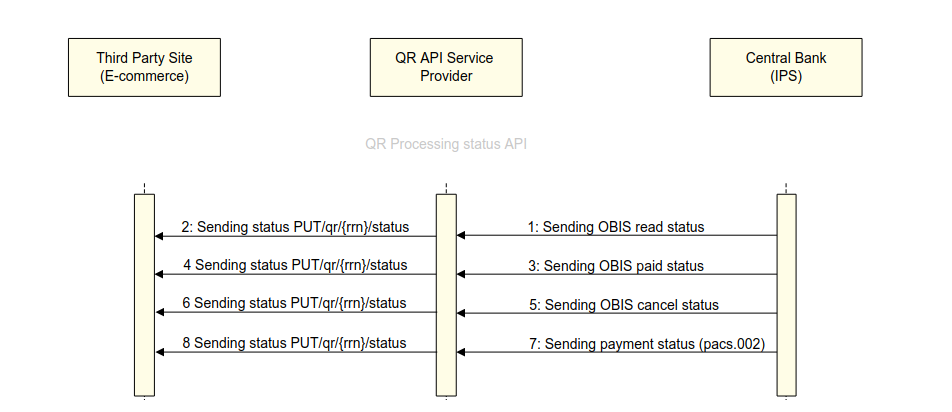 Third Party Site
(E-commerce)
QR API Service
Provider
Central Bank
(IPS)
QR Processing status API
2: Sending status PUT/qr/{rrn}/status
1: Sending OBIS read status
4 Sending status PUT/qr/{rrn}/status
3: Sending OBIS paid status
6 Sending status PUT/qr/{rrn}/status
5: Sending OBIS cancel status
8 Sending status PUT/qr/{rrn}/status
7: Sending payment status (pacs.002)